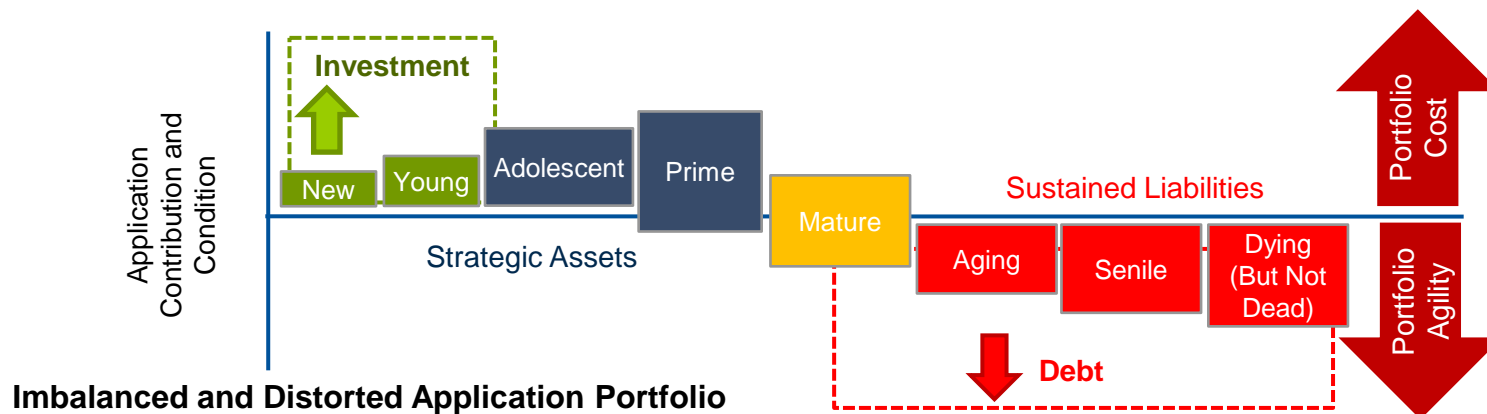 Application
Contribution and
Condition
Investment
New
Young
Adolescent
Prime
Mature
Aging
Senile
Dying
(But Not
Dead)
Strategic Assets
Sustained Liabilities
Debt
Portfolio
Cost
Portfolio
Agility
Imbalanced and Distorted Application Portfolio